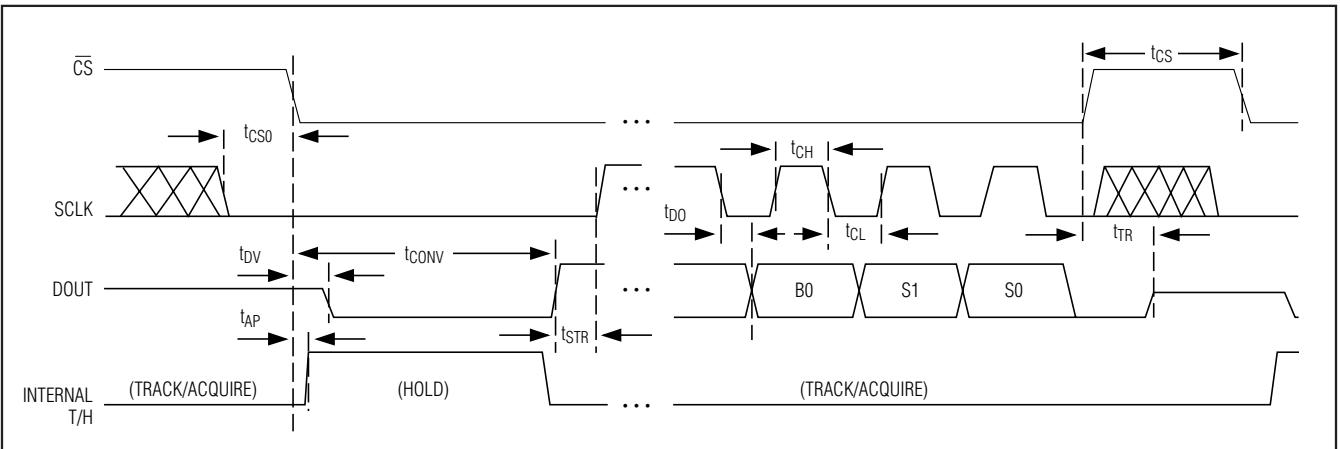 CS
tCS
tCS0
tCH
SCLK
tDO
tCL
tTR
tDV
tCONV
DOUT
B0
S1
S0
tAP
tSTR
INTERNAL
T/H
(TRACK/ACQUIRE)
(HOLD)
(TRACK/ACQUIRE)